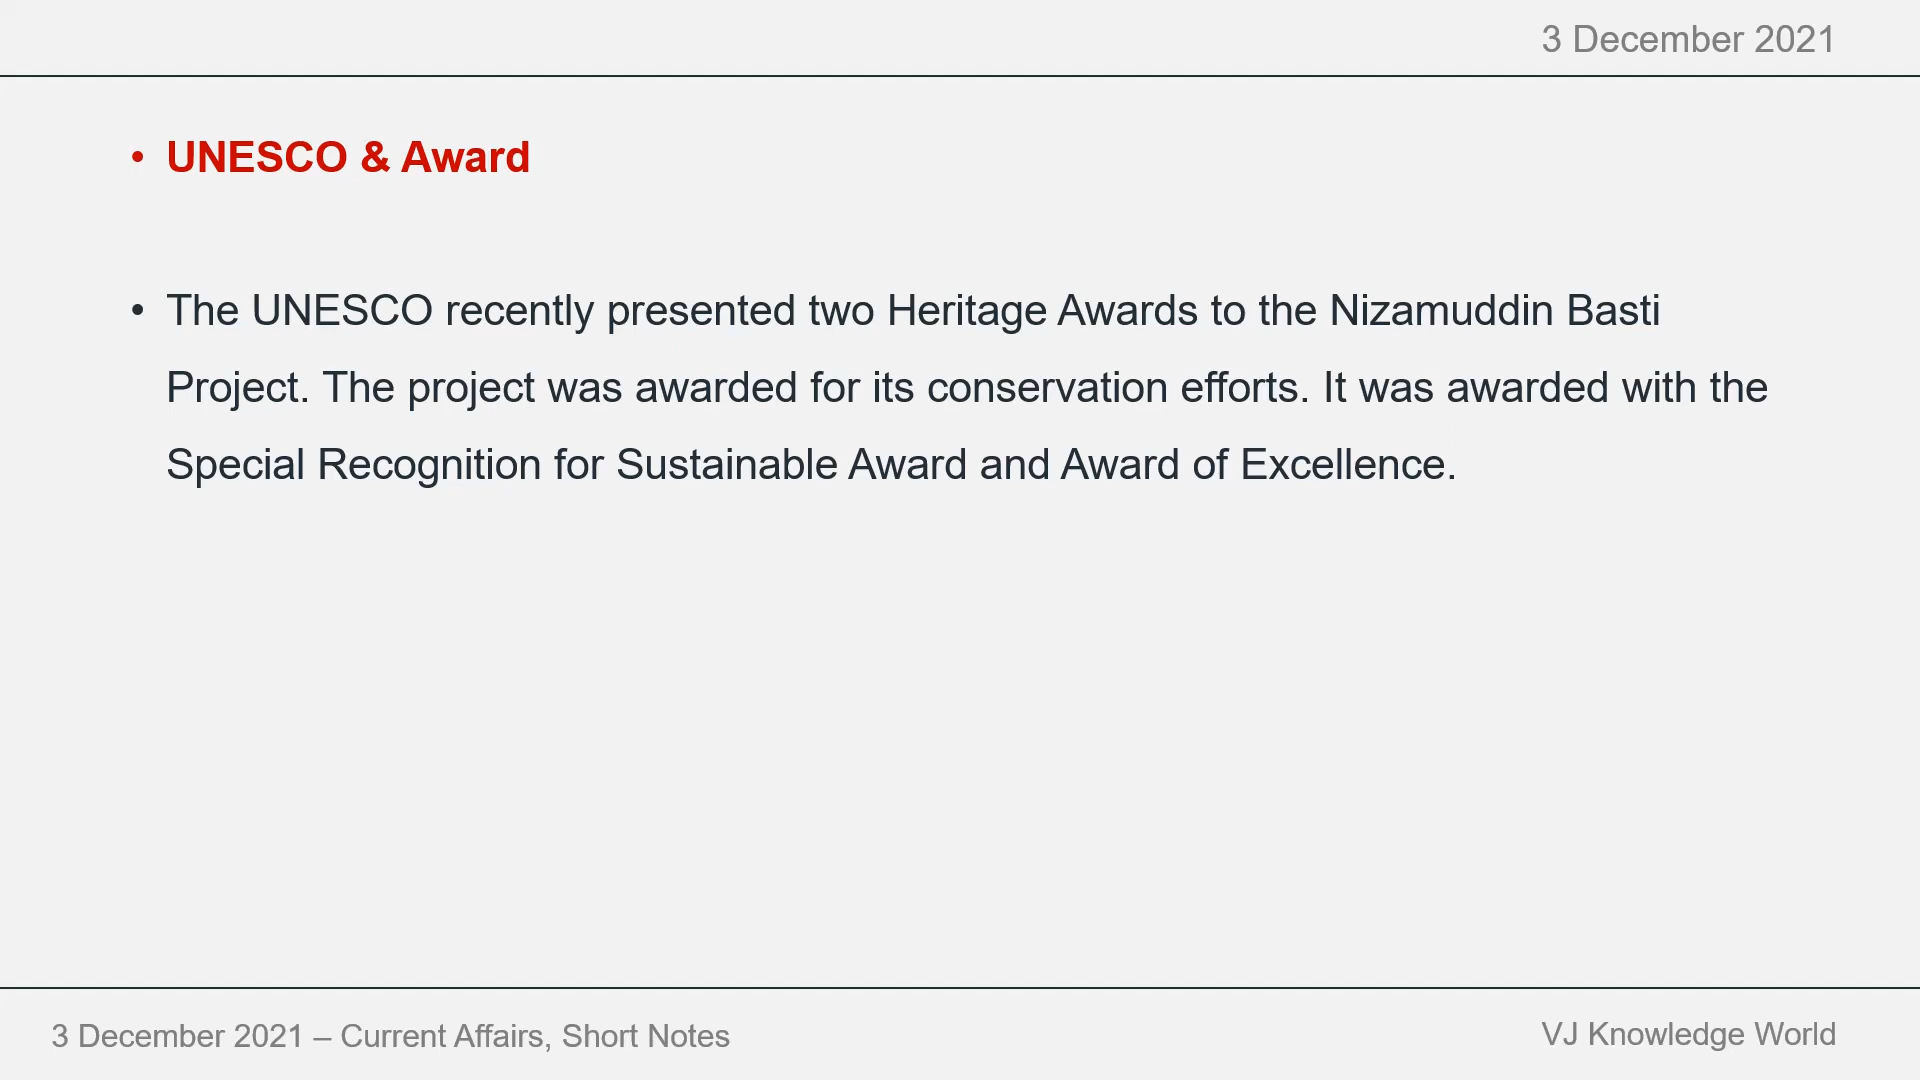 3 December 2021
• UNESCO & Award
• The UNESCO recently presented two Heritage Awards to the Nizamuddin Basti
Project. The project was awarded for its conservation efforts. It was awarded with the
Special Recognition for Sustainable Award and Award of Excellence.
3 December 2021 – Current Affairs, Short Notes
VJ Knowledge World